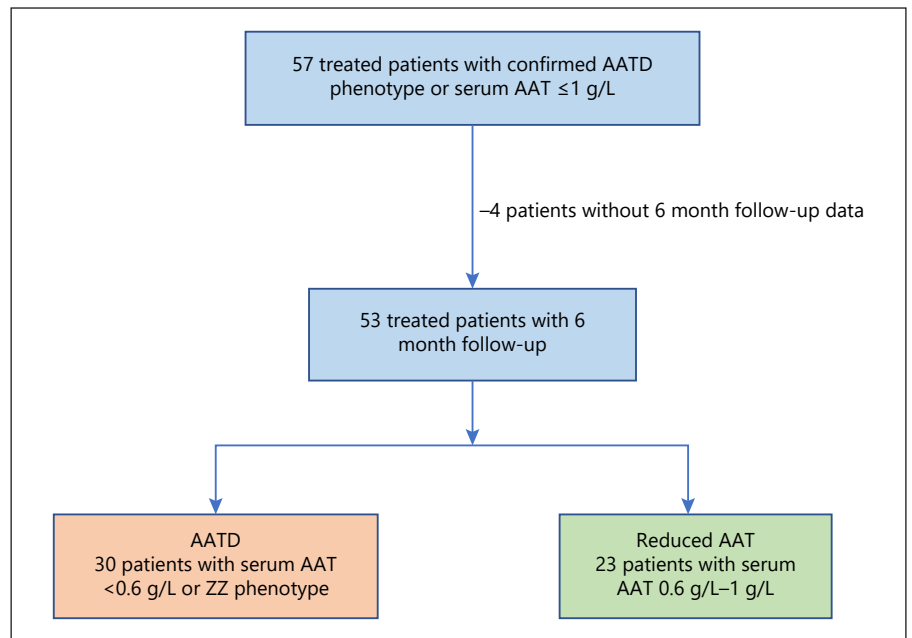 57 treated patients with confirmed AATD
phenotype or serum AAT ≤1 g/L
–4 patients without 6 month follow-up data
53 treated patients with 6
month follow-up
AATD
30 patients with serum AAT
<0.6 g/L or ZZ phenotype
Reduced AAT
23 patients with serum
AAT 0.6 g/L–1 g/L